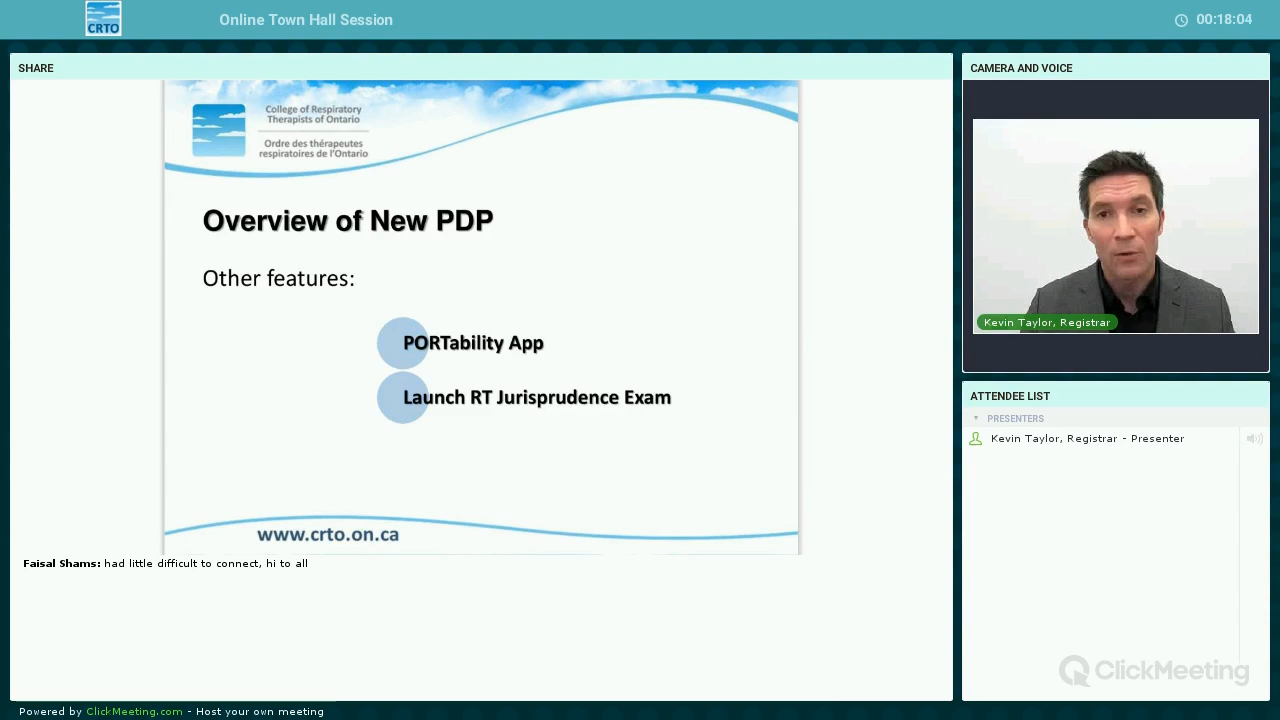 CRTO
Online Town Hall Session
00:18:04
SHARE
College of Respiratory
Therapists of Ontario
Ordre des thérapeutes
respiratoires de l'Ontario
Overview of New PDP
Other features:
PORTability App
Launch RT Jurisprudence Exam
www.crto.on.ca
Faisal Shams: had little difficult to connect, hi to all
CAMERA AND VOICE
Kevin Taylor, Registrar
ATTENDEE LIST
PRESENTERS
Kevin Taylor, Registrar - Presenter
ClickMeeting
Powered by ClickMeeting.com - Host your own meeting